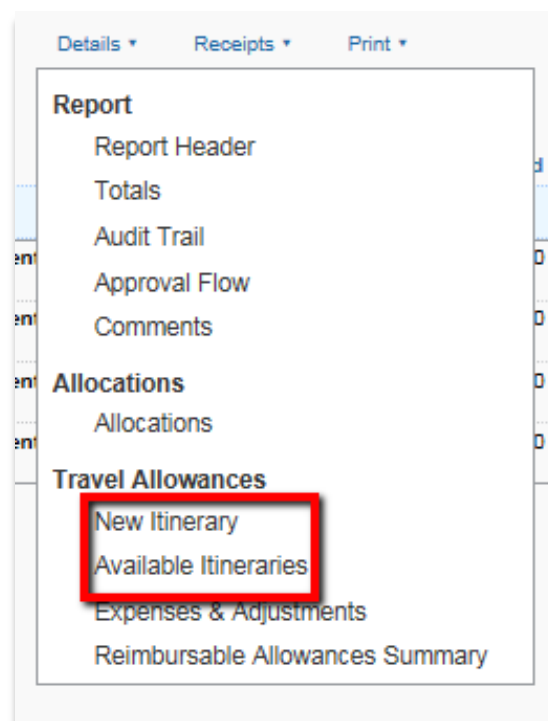 Details ▾ Receipts ▾ Print ▾
Report
Report Header
Totals
Audit Trail
Approval Flow
Comments
Allocations
Allocations
Travel Allowances
New Itinerary
Available Itineraries
Expenses & Adjustments
Reimbursable Allowances Summary